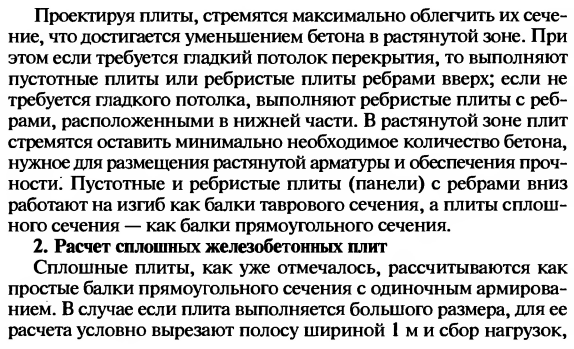 Проектируя плиты, стремятся максимально облегчить их сече-
ние, что достигается уменьшением бетона в растянутой зоне. При
этом если требуется гладкий потолок перекрытия, то выполняют
пустотные плиты или ребристые плиты ребрами вверх; если не
требуется гладкого потолка, выполняют ребристые плиты с реб-
рами, расположенными в нижней части. В растянутой зоне плит
стремятся оставить минимально необходимое количество бетона,
нужное для размещения растянутой арматуры и обеспечения проч-
ности. Пустотные и ребристые плиты (панели) с ребрами вниз
работают на изгиб как балки таврового сечения, а плиты сплош-
ного сечения — как балки прямоугольного сечения.
2. Расчет сплошных железобетонных плит
Сплошные плиты, как уже отмечалось, рассчитываются как
простые балки прямоугольного сечения с одиночным армирова-
нием. В случае если плита выполняется большого размера, для ее
расчета условно вырезают полосу шириной 1 м и сбор нагрузок,